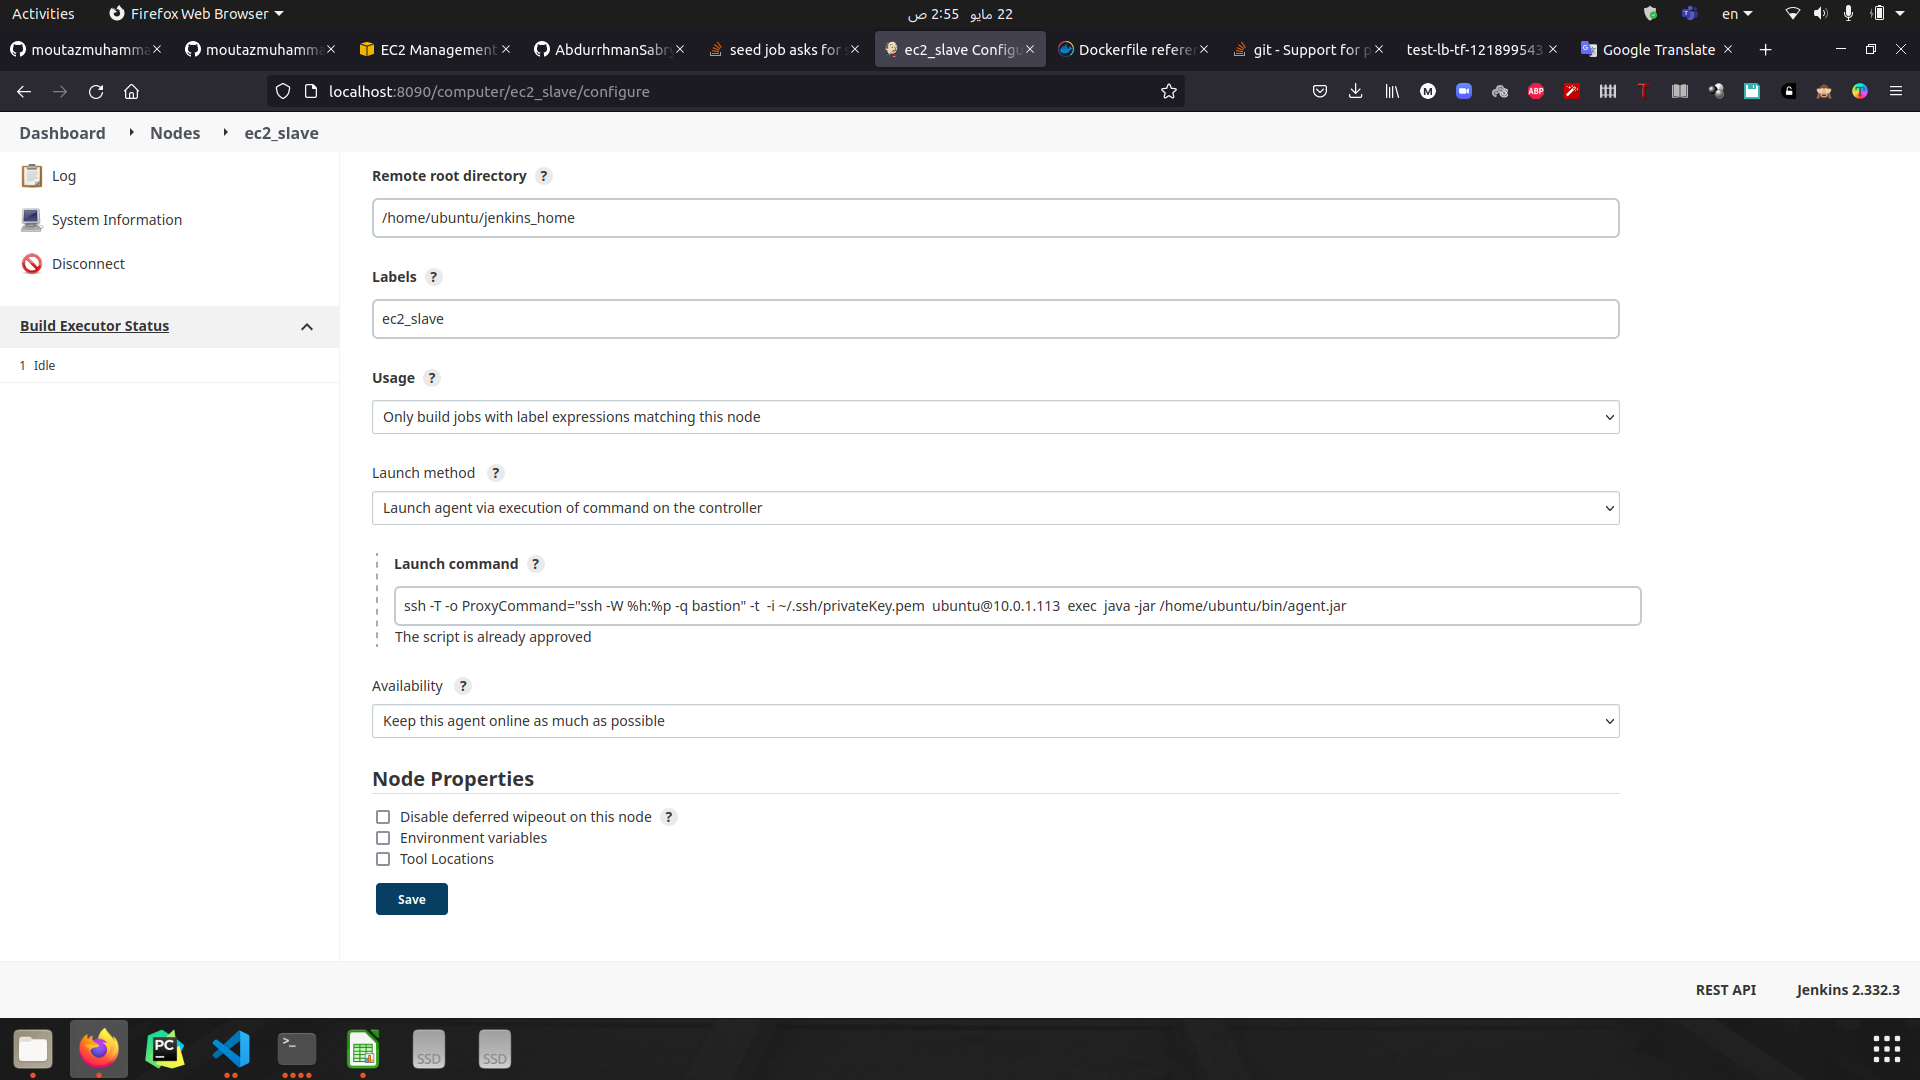 Activities
Firefox Web Browser
22 مايو 2:55 ص
en
moutazmuhamma
moutazmuhamma
EC2 Management
AbdurrhmanSabry
seed job asks for s
ec2_slave Configu
Dockerfile referen
git - Support for p
test-lb-tf-121899543
Google Translate
localhost:8090/computer/ec2_slave/configure
M
ABP
T
Dashboard
Nodes
ec2_slave
Log
System Information
Disconnect
Build Executor Status
1 Idle
Remote root directory ?
/home/ubuntu/jenkins_home
Labels ?
ec2_slave
Usage ?
Only build jobs with label expressions matching this node
Launch method ?
Launch agent via execution of command on the controller
Launch command ?
ssh -T -o ProxyCommand="ssh -W %h:%p -q bastion" -t  -i ~/.ssh/privateKey.pem  ubuntu@10.0.1.113  exec  java -jar /home/ubuntu/bin/agent.jar
The script is already approved
Availability ?
Keep this agent online as much as possible
Node Properties
Disable deferred wipeout on this node ?
Environment variables
Tool Locations
Save
REST API
Jenkins 2.332.3
PC
>_
SSD
SSD